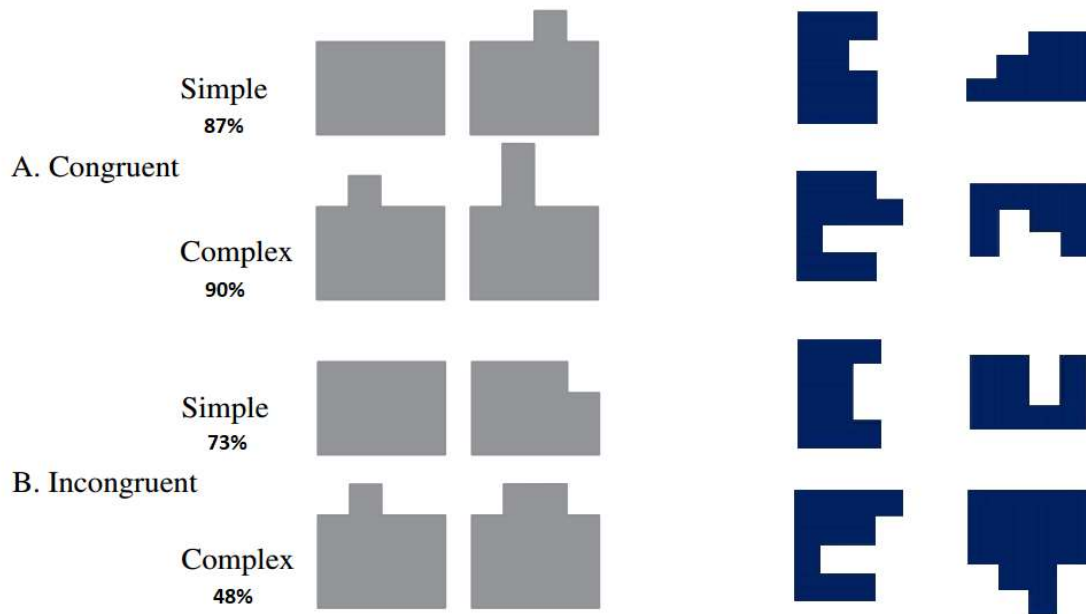 Simple
87%
A. Congruent
Complex
90%
Simple
73%
B. Incongruent
Complex
48%